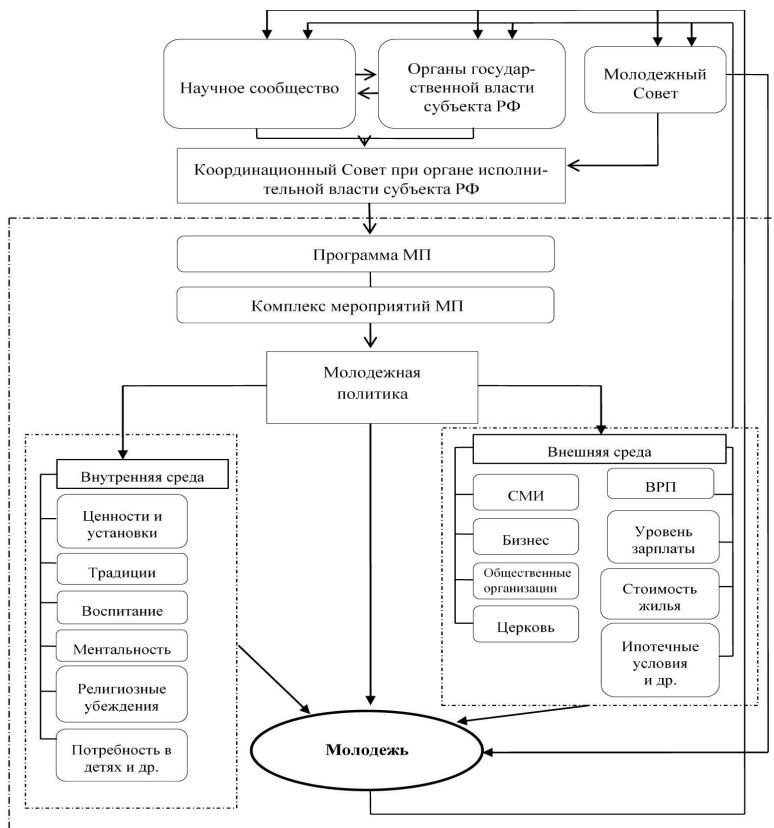 Научное сообщество
Органы государ-
ственной власти
субъекта РФ
Молодежный
Совет
Координационный Совет при органе исполни-
тельной власти субъекта РФ
Программа МП
Комплекс мероприятий МП
Молодежная
политика
Внутренняя среда
Ценности и
установки
Традиции
Воспитание
Ментальность
Религиозные
убеждения
Потребность в
детях и др.
Внешняя среда
СМИ
Бизнес
Общественные
организации
Церковь
ВРП
Уровень
зарплаты
Стоимость
жилья
Ипотечные
условия
и др.
Молодежь